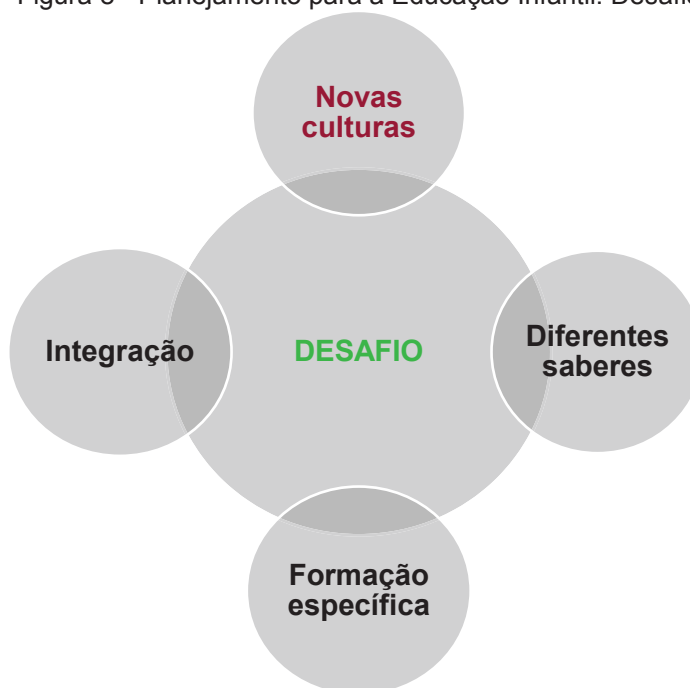 Planejamento para a Educação Infantil:
Novas
culturas
Integração
DESAFIO
Diferentes
saberes
Formação
específica